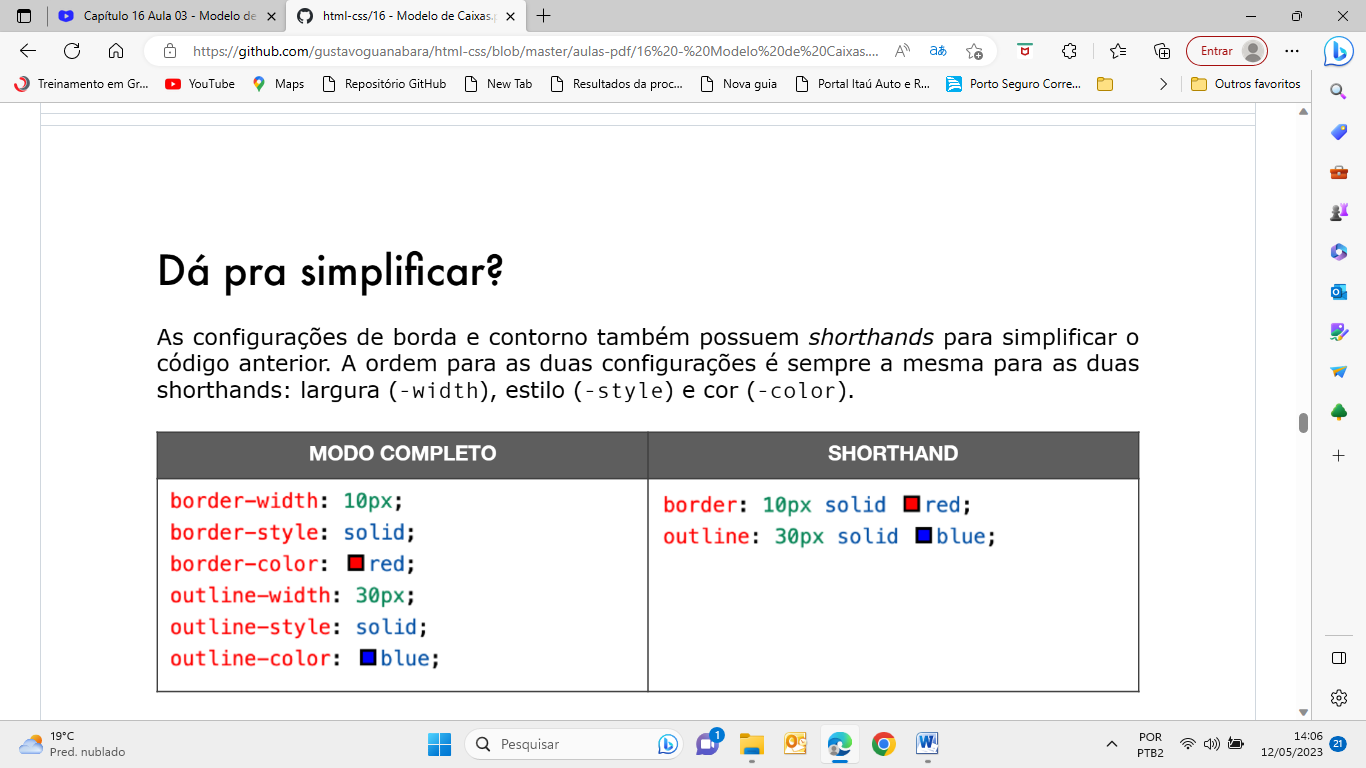 Capítulo 16 Aula 03 - Modelo de
html-css/16 - Modelo de Caixas.p
https://github.com/gustavoguanabara/html-css/blob/master/aulas-pdf/16%20-%20Modelo%20de%20Caixas....
Entrar
Treinamento em Gr...
YouTube
Maps
Repositório GitHub
New Tab
Resultados da proc...
Nova guia
Portal Itaú Auto e R...
Porto Seguro Corre...
Outros favoritos
Dá pra simplificar?
As configurações de borda e contorno também possuem shorthands para simplificar o
código anterior. A ordem para as duas configurações é sempre a mesma para as duas
shorthands: largura (-width), estilo (-style) e cor (-color).
MODO COMPLETO
border-width: 10px;
border-style: solid;
border-color: red;
outline-width: 30px;
outline-style: solid;
outline-color: blue;
SHORTHAND
border: 10px solid red;
outline: 30px solid blue;
19°C
Pred. nublado
Pesquisar
1
POR
PTB2
14:06
12/05/2023
21